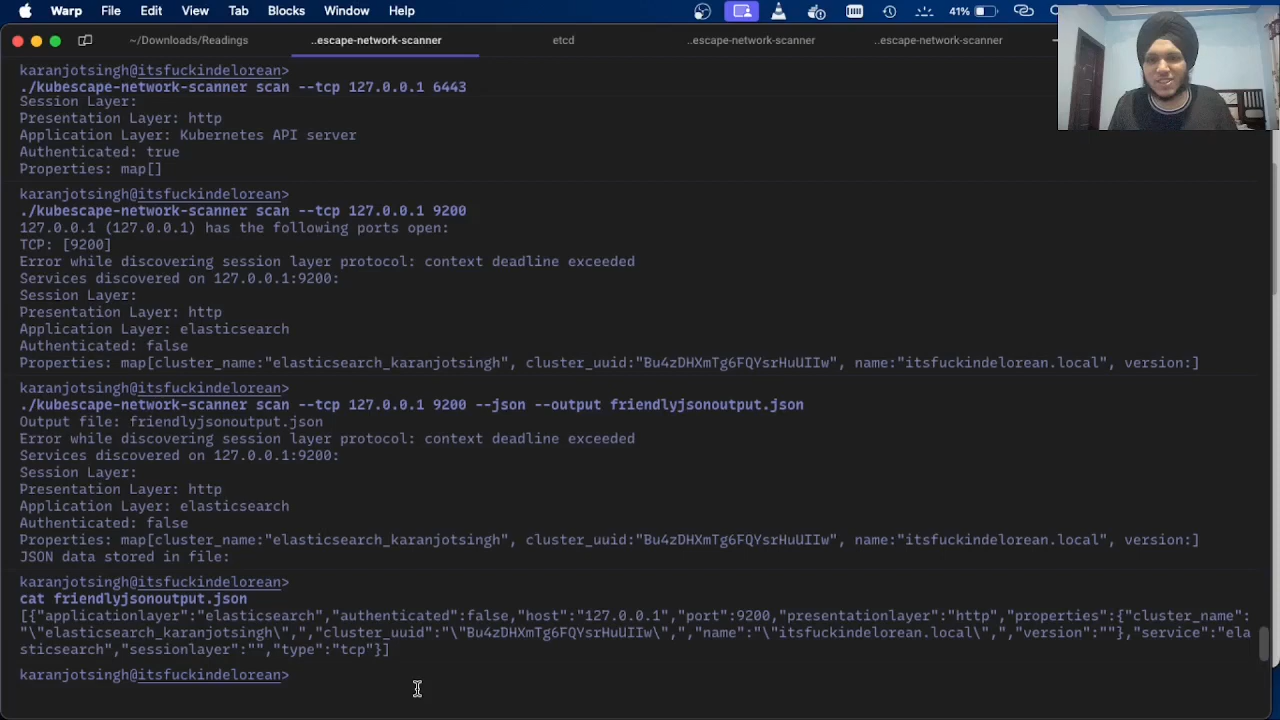 Warp File Edit View Tab Blocks Window Help 41%
~/Downloads/Readings ..escape-network-scanner etcd ..escape-network-scanner ..escape-network-scanner
karanjotsingh@itsfuckindelorean>
./kubescape-network-scanner scan --tcp 127.0.0.1 6443
Session Layer:
Presentation Layer: http
Application Layer: Kubernetes API server
Authenticated: true
Properties: map[]
karanjotsingh@itsfuckindelorean>
./kubescape-network-scanner scan --tcp 127.0.0.1 9200
127.0.0.1 (127.0.0.1) has the following ports open:
TCP: [9200]
Error while discovering session layer protocol: context deadline exceeded
Services discovered on 127.0.0.1:9200:
Session Layer:
Presentation Layer: http
Application Layer: elasticsearch
Authenticated: false
Properties: map[cluster_name:"elasticsearch_karanjotsingh", cluster_uuid:"Bu4zDHXmTg6FQYsrHuUIIw", name:"itsfuckindelorean.local", version:]
karanjotsingh@itsfuckindelorean>
./kubescape-network-scanner scan --tcp 127.0.0.1 9200 --json --output friendlyjsonoutput.json
Output file: friendlyjsonoutput.json
Error while discovering session layer protocol: context deadline exceeded
Services discovered on 127.0.0.1:9200:
Session Layer:
Presentation Layer: http
Application Layer: elasticsearch
Authenticated: false
Properties: map[cluster_name:"elasticsearch_karanjotsingh", cluster_uuid:"Bu4zDHXmTg6FQYsrHuUIIw", name:"itsfuckindelorean.local", version:]
JSON data stored in file:
karanjotsingh@itsfuckindelorean>
cat friendlyjsonoutput.json
[{"applicationlayer":"elasticsearch","authenticated":false,"host":"127.0.0.1","port":9200,"presentationlayer":"http","properties":{"cluster_name":
"\"elasticsearch_karanjotsingh\",","cluster_uuid":"\"Bu4zDHXmTg6FQYsrHuUIIw\",","name":"\"itsfuckindelorean.local\",","version":""},"service":"ela
sticsearch","sessionlayer":"","type":"tcp"}]
karanjotsingh@itsfuckindelorean>